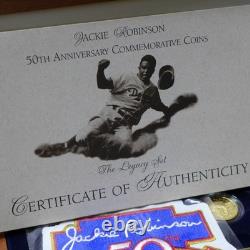 JACKIE ROBINSON
50TH ANNIVERSARY COMMEMORATIVE COINS
The Legacy Set
CERTIFICATE OF AUTHENTICITY
Jackie Robinson
50